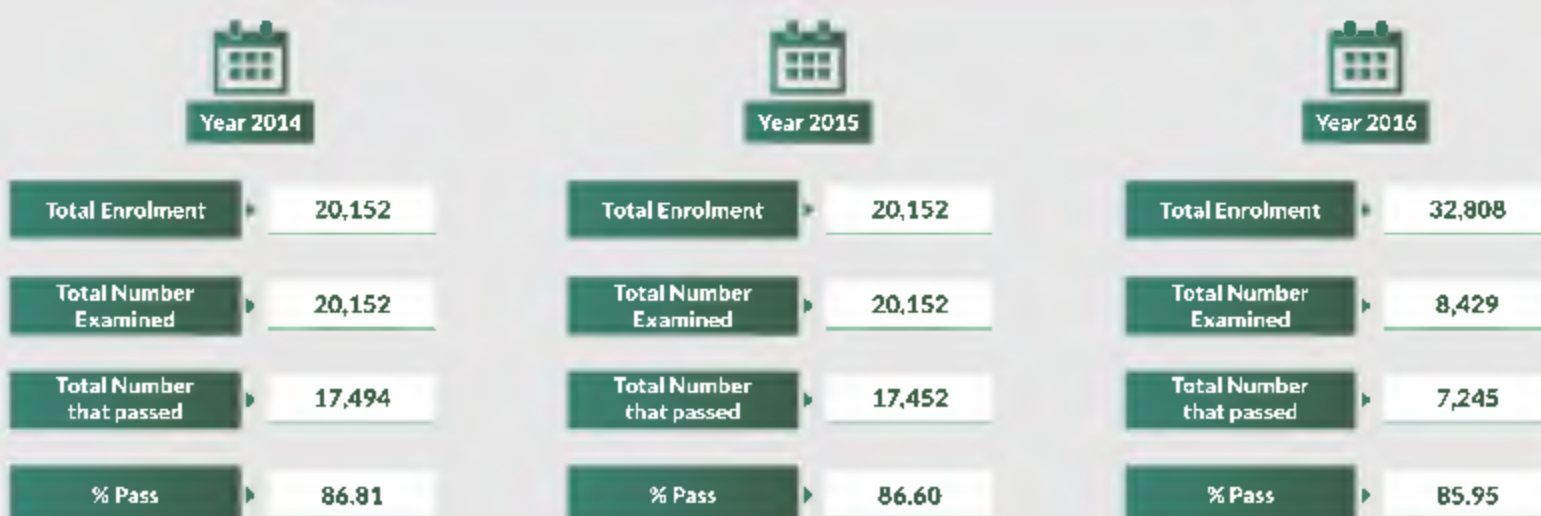 Year 2014
Total Enrolment
20,152
Total Number
Examined
20,152
Total Number
that passed
17,494
% Pass
86.81
Year 2015
Total Enrolment
20,152
Total Number
Examined
20,152
Total Number
that passed
17,452
% Pass
86.60
Year 2016
Total Enrolment
32,808
Total Number
Examined
8,429
Total Number
that passed
7,245
% Pass
85.95